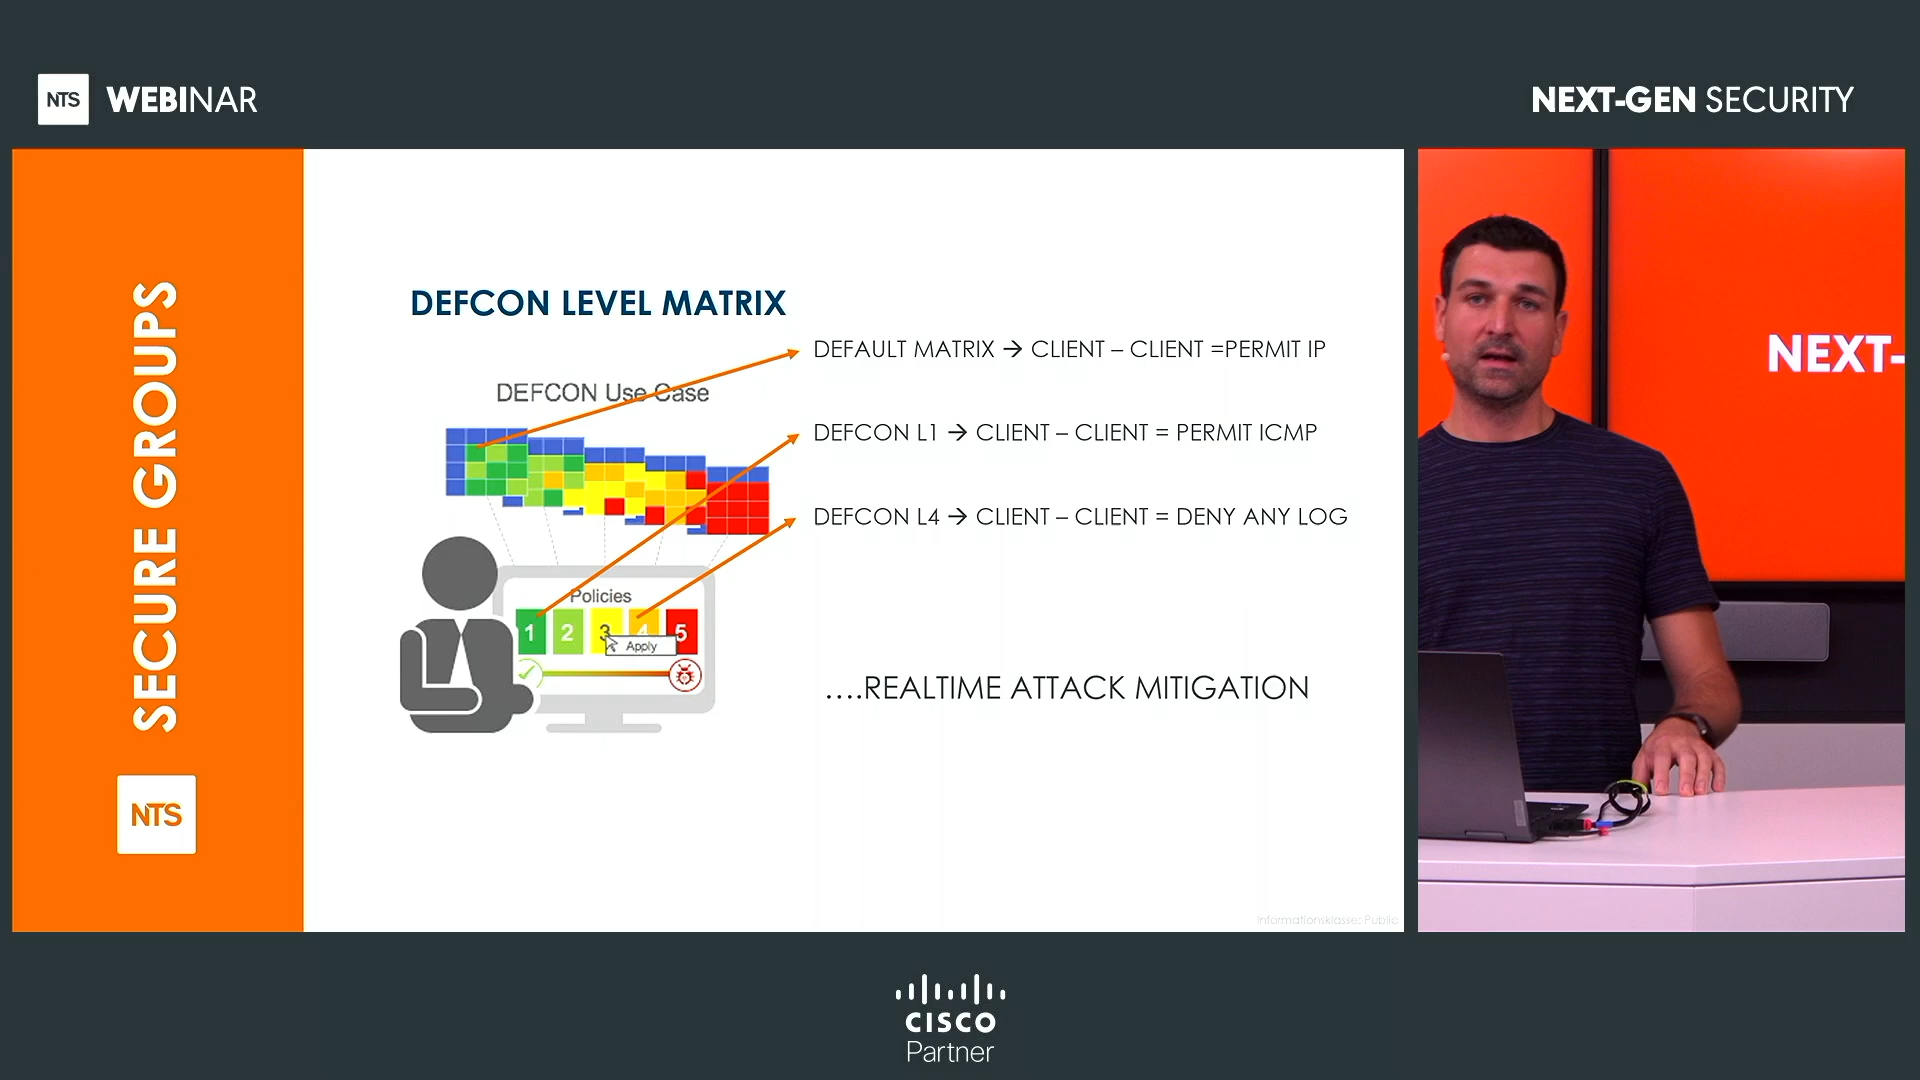 NTS WEBINAR
NEXT-GEN SECURITY
SECURE GROUPS
NTS
DEFCON LEVEL MATRIX
DEFAULT MATRIX → CLIENT – CLIENT =PERMIT IP
DEFCON Use Case
DEFCON L1 → CLIENT – CLIENT = PERMIT ICMP
DEFCON L4 → CLIENT – CLIENT = DENY ANY LOG
Policies
1 2 3 4 5
Apply
....REALTIME ATTACK MITIGATION
Informationsklasse: Public
NEXT-
CISCO
Partner